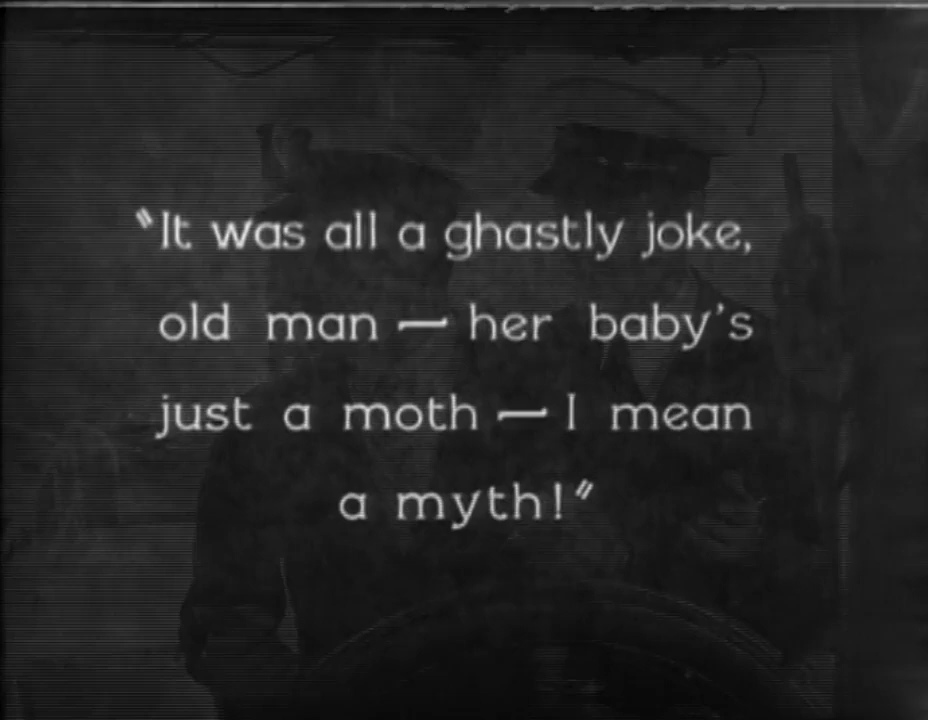 "It was all a ghastly joke,
old man — her baby's
just a moth — I mean
a myth!"